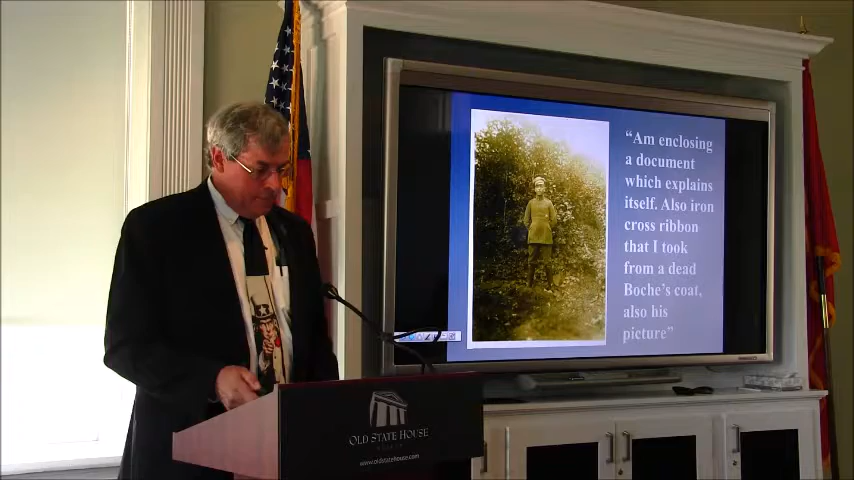 “Am enclosing
a document
which explains
itself. Also iron
cross ribbon
that I took
from a dead
Boche’s coat,
also his
picture”
OLD STATE HOUSE
www.oldstatehouse.com